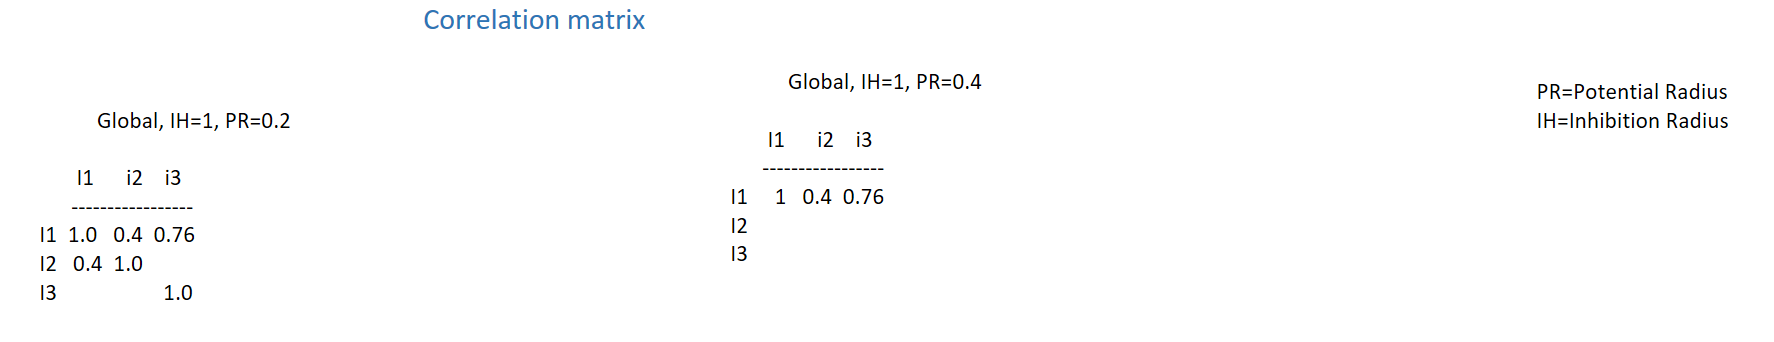 Correlation matrix
Global, IH=1, PR=0.2
I1 i2 i3
-----------------
I1 1.0 0.4 0.76
I2 0.4 1.0
I3 1.0
Global, IH=1, PR=0.4
I1 i2 i3
-----------------
I1 1 0.4 0.76
I2
I3
PR=Potential Radius
IH=Inhibition Radius